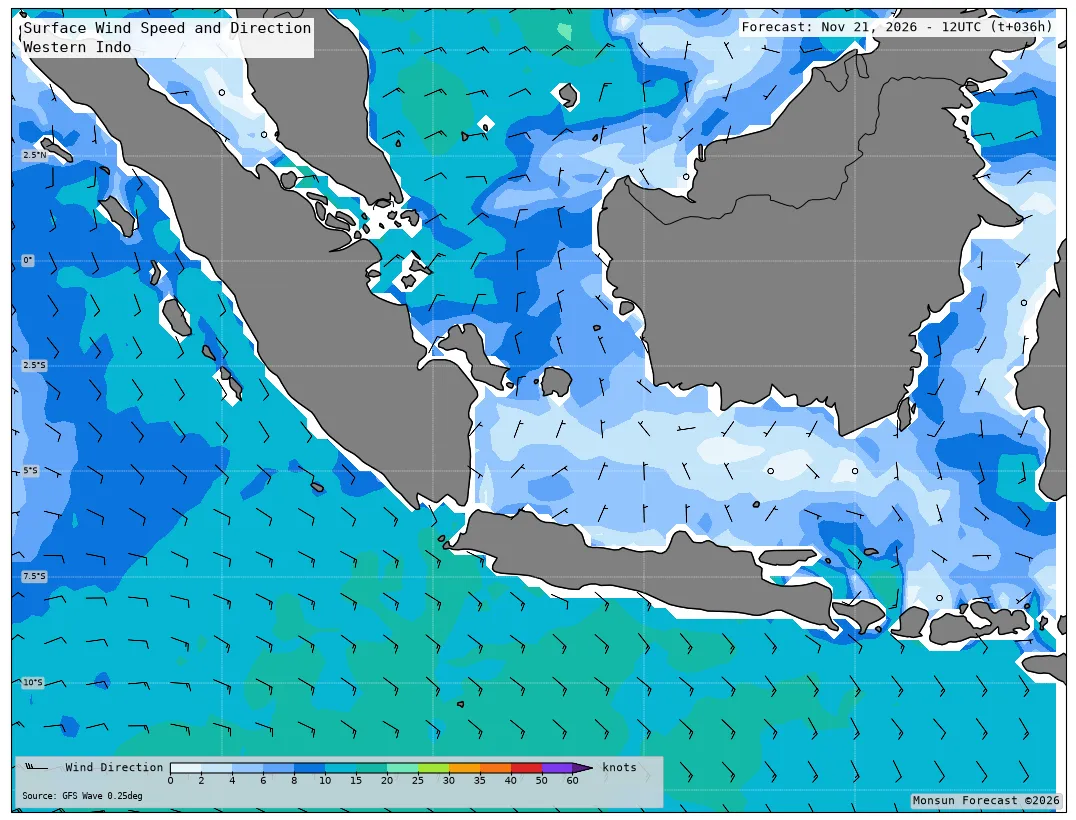 Surface Wind Speed and Direction
Western Indo
Forecast: Nov 21, 2026 - 12UTC (t+036h)
2.5°N
0°
2.5°S
5°S
7.5°S
10°S
Wind Direction
0 2 4 6 8 10 15 20 25 30 35 40 50 60
knots
Source: GFS Wave 0.25deg
Monsun Forecast ©2026